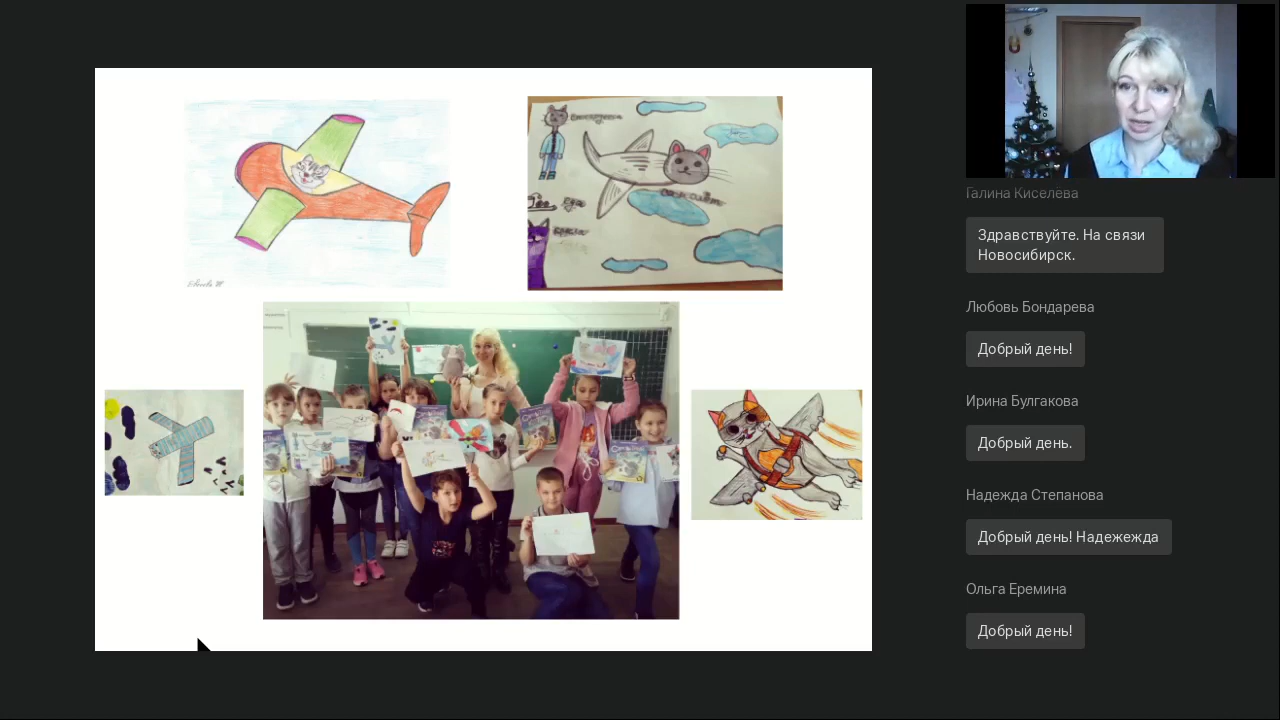 Галина Киселева
Здравствуйте. На связи
Новосибирск.
Любовь Бондарева
Добрый день!
Ирина Булгакова
Добрый день.
Надежда Степанова
Добрый день! Надежежда
Ольга Еремина
Добрый день!